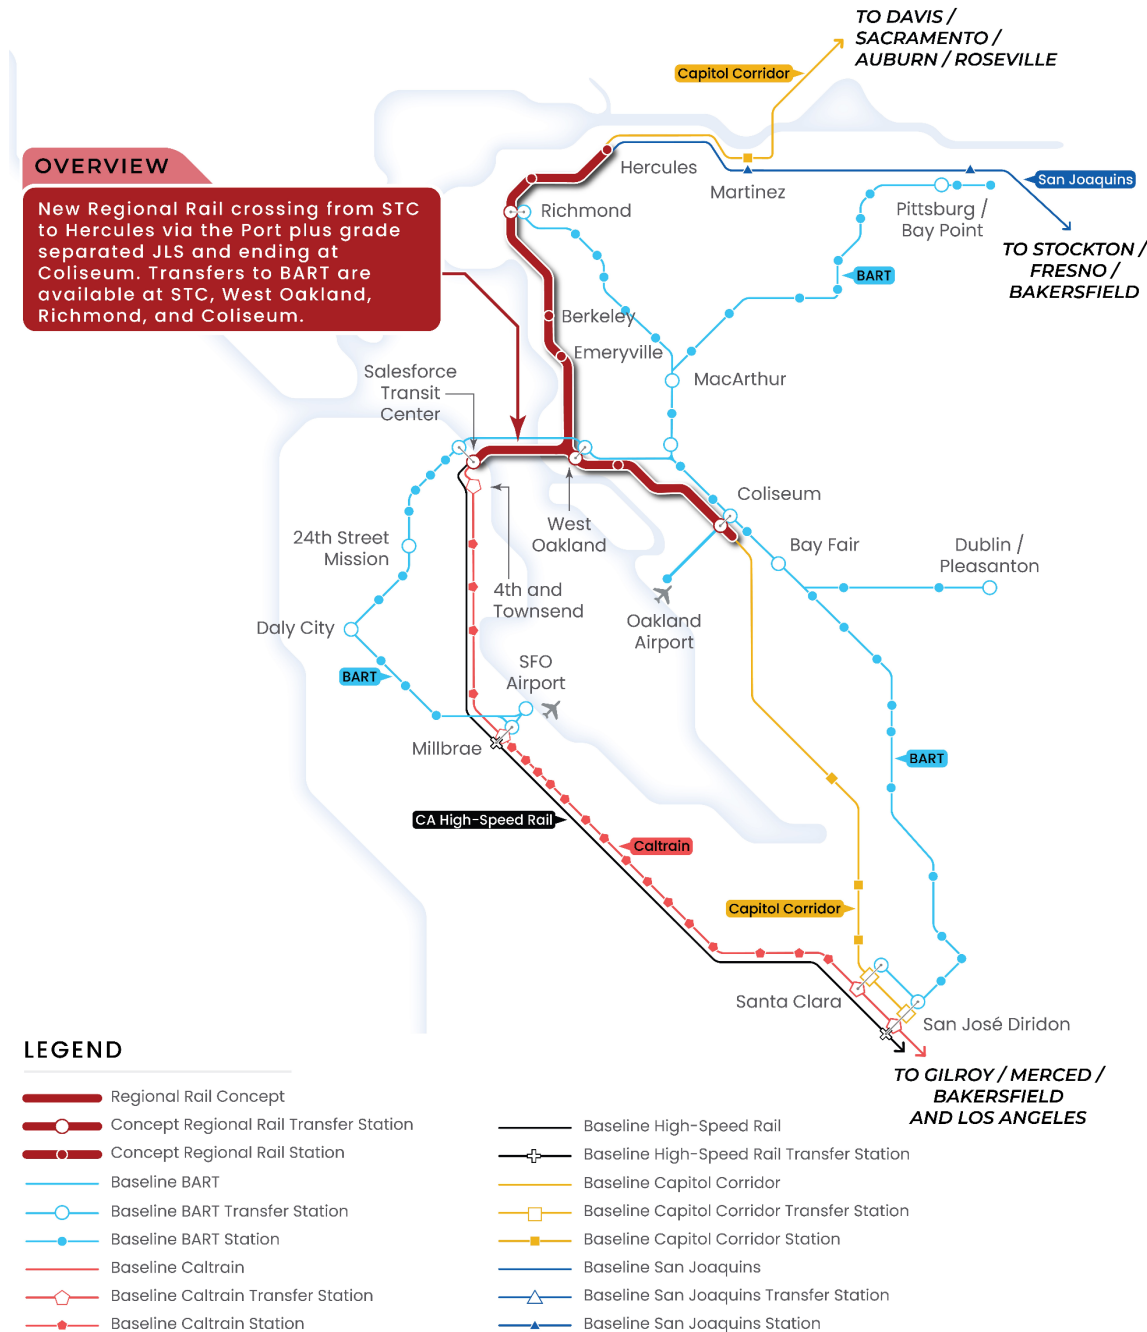 TO DAVIS /
SACRAMENTO /
AUBURN / ROSEVILLE
Capitol Corridor
OVERVIEW
New Regional Rail crossing from STC
to Hercules via the Port plus grade
separated JLS and ending at
Coliseum. Transfers to BART are
available at STC, West Oakland,
Richmond, and Coliseum.
Hercules
Martinez
San Joaquins
Richmond
Pittsburg /
Bay Point
TO STOCKTON /
FRESNO /
BAKERSFIELD
BART
Berkeley
Emeryville
MacArthur
Salesforce
Transit
Center
Coliseum
West
Oakland
24th Street
Mission
Bay Fair
Dublin /
Pleasanton
4th and
Townsend
Oakland
Airport
Daly City
SFO
Airport
BART
Millbrae
BART
CA High-Speed Rail
Caltrain
Capitol Corridor
Santa Clara
San José Diridon
TO GILROY / MERCED /
BAKERSFIELD
AND LOS ANGELES
LEGEND
Regional Rail Concept
Concept Regional Rail Transfer Station
Concept Regional Rail Station
Baseline BART
Baseline BART Transfer Station
Baseline BART Station
Baseline Caltrain
Baseline Caltrain Transfer Station
Baseline Caltrain Station
Baseline High-Speed Rail
Baseline High-Speed Rail Transfer Station
Baseline Capitol Corridor
Baseline Capitol Corridor Transfer Station
Baseline Capitol Corridor Station
Baseline San Joaquins
Baseline San Joaquins Transfer Station
Baseline San Joaquins Station